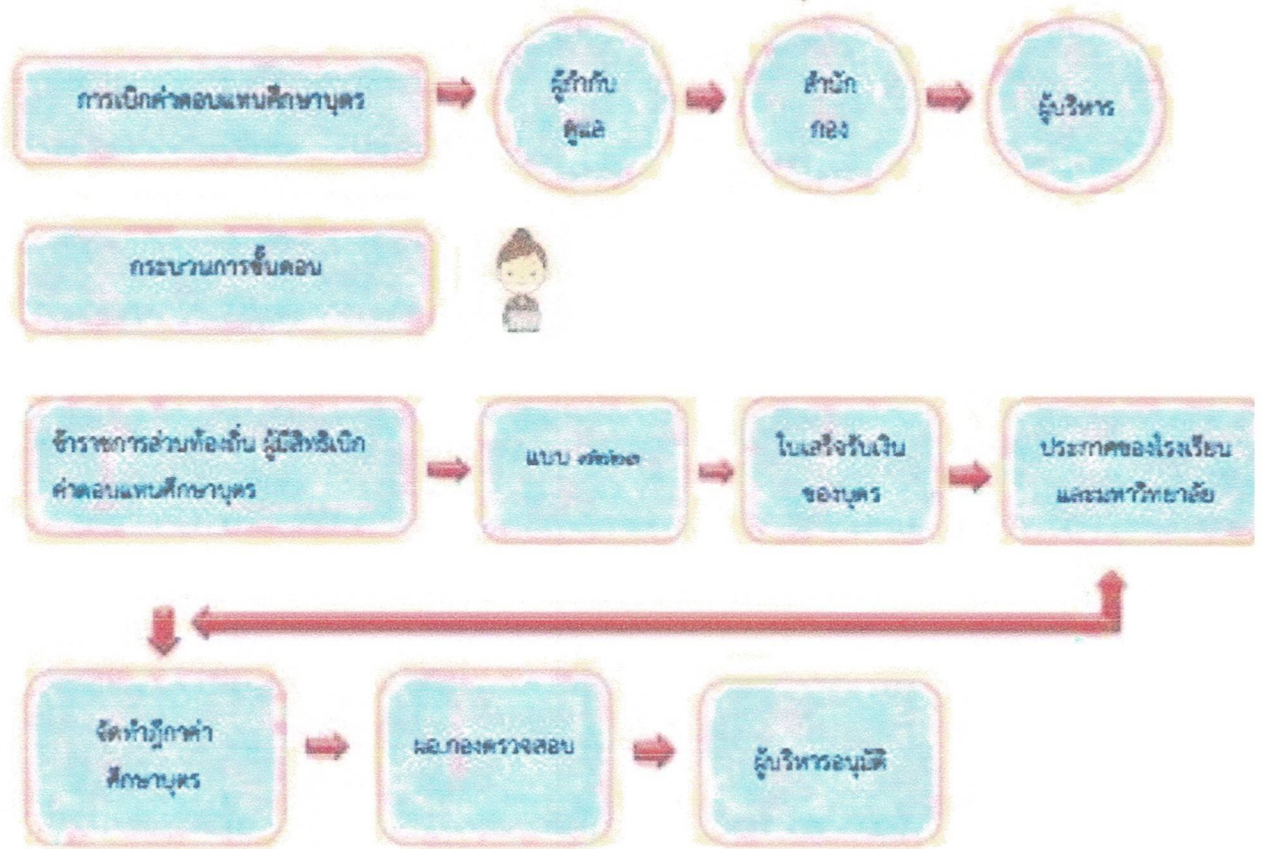 การเบิกค่าตอบแทนศึกษาบุตร
ผู้กำกับ
ดูแล
สำนัก
กอง
ผู้บริหาร
กระบวนการขั้นตอน
ข้าราชการส่วนท้องถิ่น ผู้มีสิทธิเบิก
ค่าตอบแทนศึกษาบุตร
แบบ
ใบเสร็จรับเงิน
ของบุตร
ประกาศของโรงเรียน
และมหาวิทยาลัย
จัดทำฎีกาค่า
ศึกษาบุตร
ผอ.กองตรวจสอบ
ผู้บริหารอนุมัติ